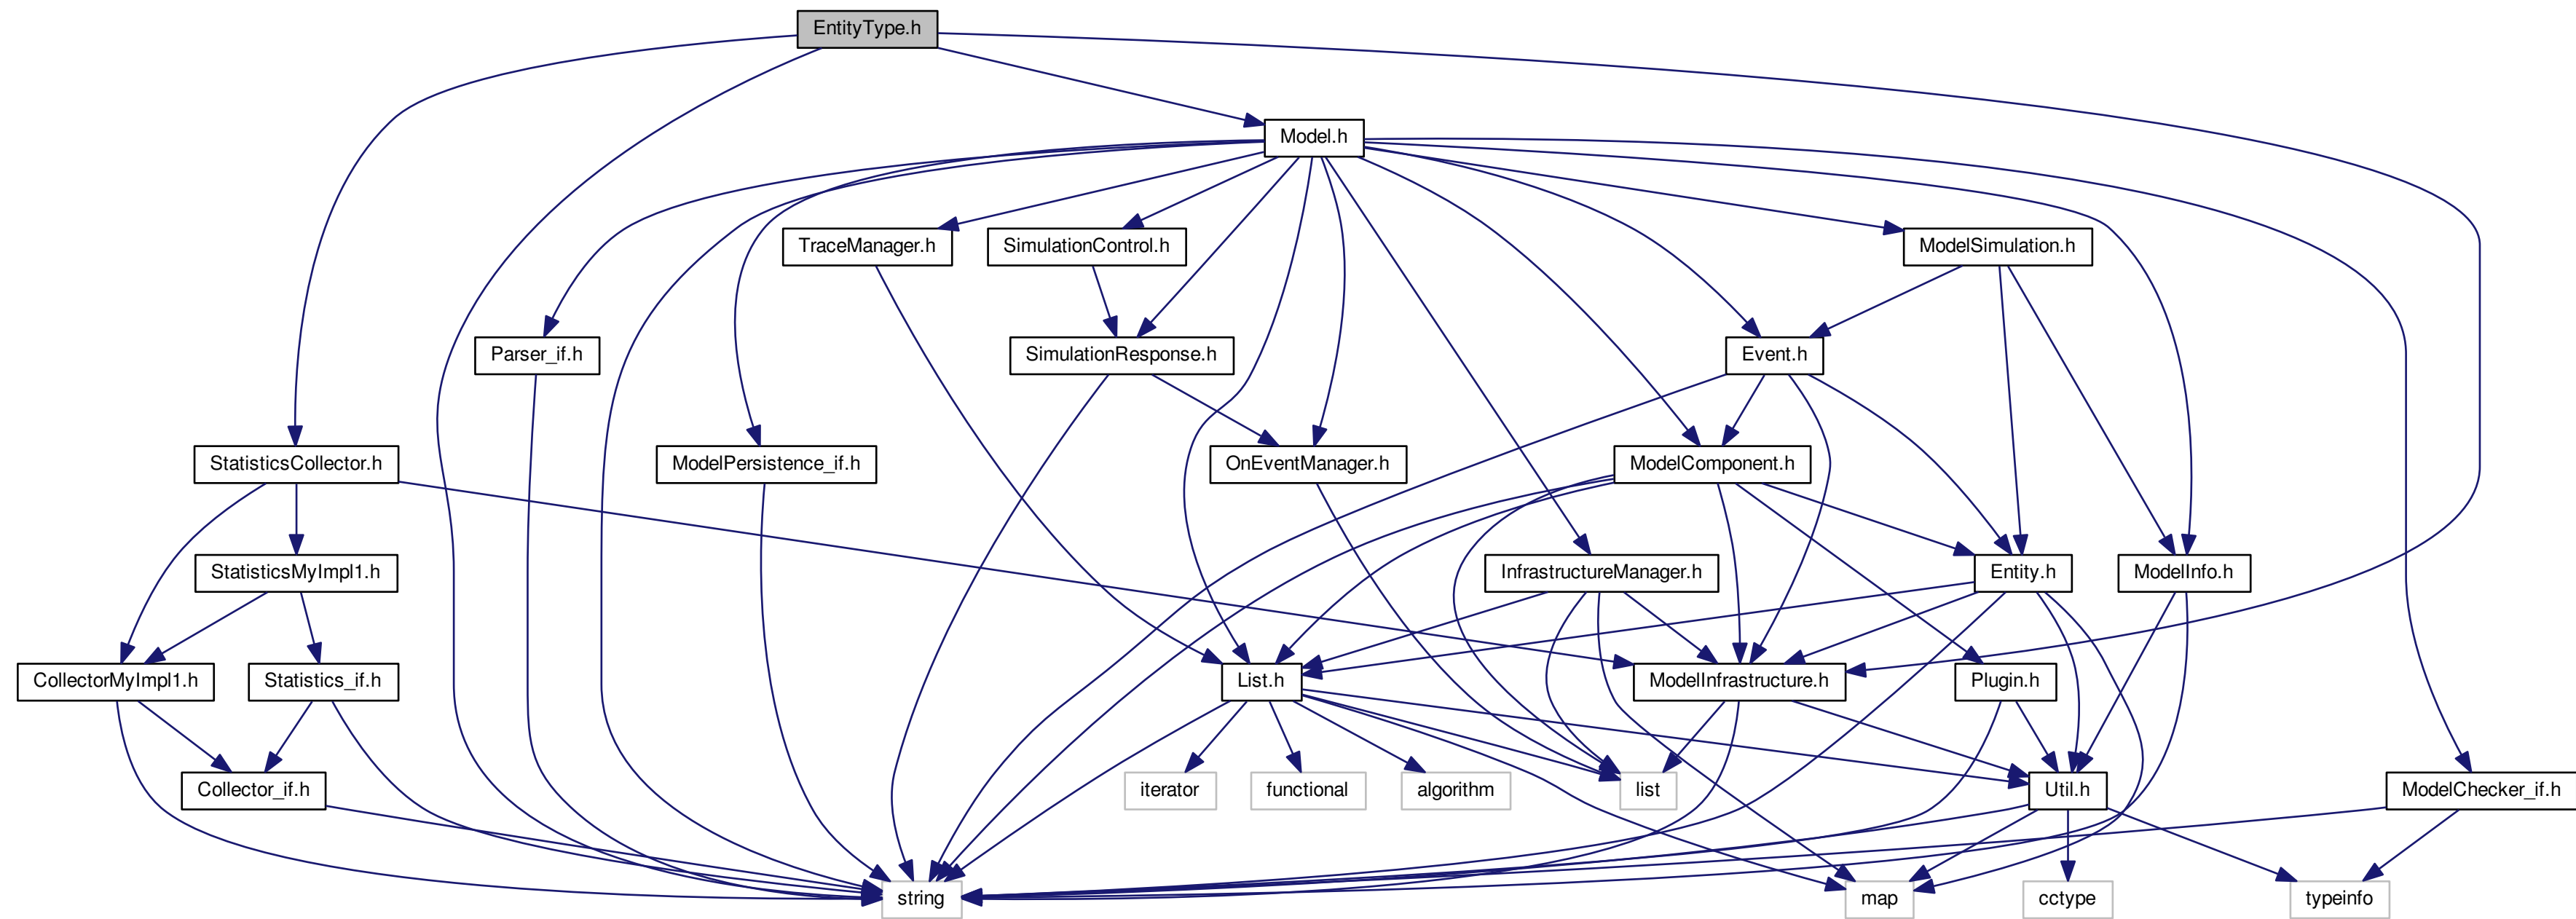 EntityType.h
Model.h
TraceManager.h
SimulationControl.h
ModelSimulation.h
Parser_if.h
SimulationResponse.h
Event.h
StatisticsCollector.h
ModelPersistence_if.h
OnEventManager.h
ModelComponent.h
StatisticsMyImpl1.h
InfrastructureManager.h
Entity.h
ModelInfo.h
CollectorMyImpl1.h
Statistics_if.h
List.h
ModelInfrastructure.h
Plugin.h
Collector_if.h
iterator
functional
algorithm
list
Util.h
ModelChecker_if.h
string
map
cctype
typeinfo